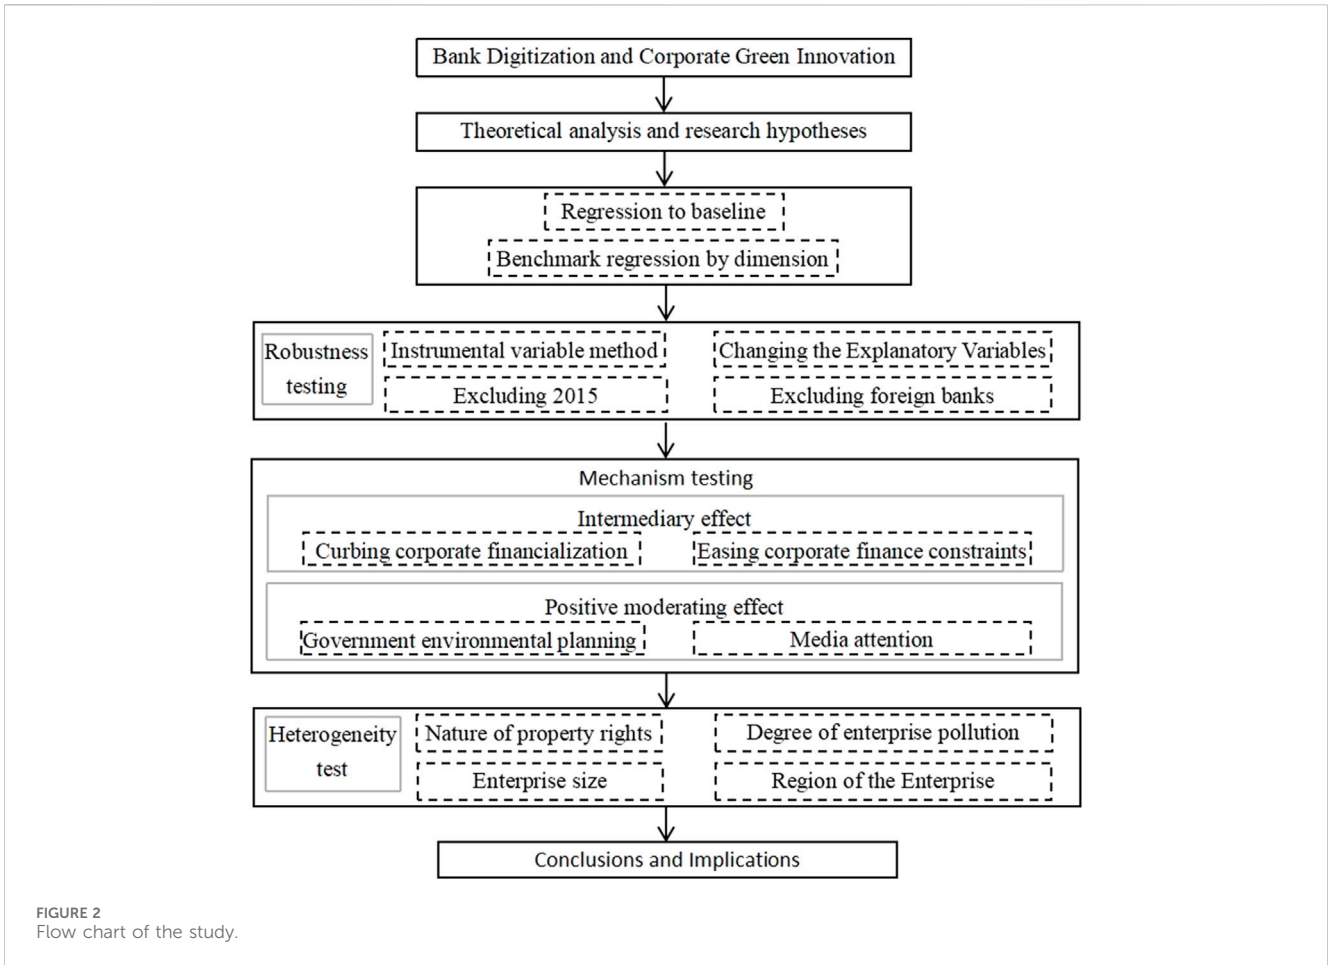 Bank Digitization and Corporate Green Innovation
Theoretical analysis and research hypotheses
Regression to baseline
Benchmark regression by dimension
Robustness
testing
Instrumental variable method
Changing the Explanatory Variables
Excluding 2015
Excluding foreign banks
Mechanism testing
Intermediary effect
Curbing corporate financialization
Easing corporate finance constraints
Positive moderating effect
Government environmental planning
Media attention
Heterogeneity
test
Nature of property rights
Degree of enterprise pollution
Enterprise size
Region of the Enterprise
Conclusions and Implications
FIGURE 2
Flow chart of the study.